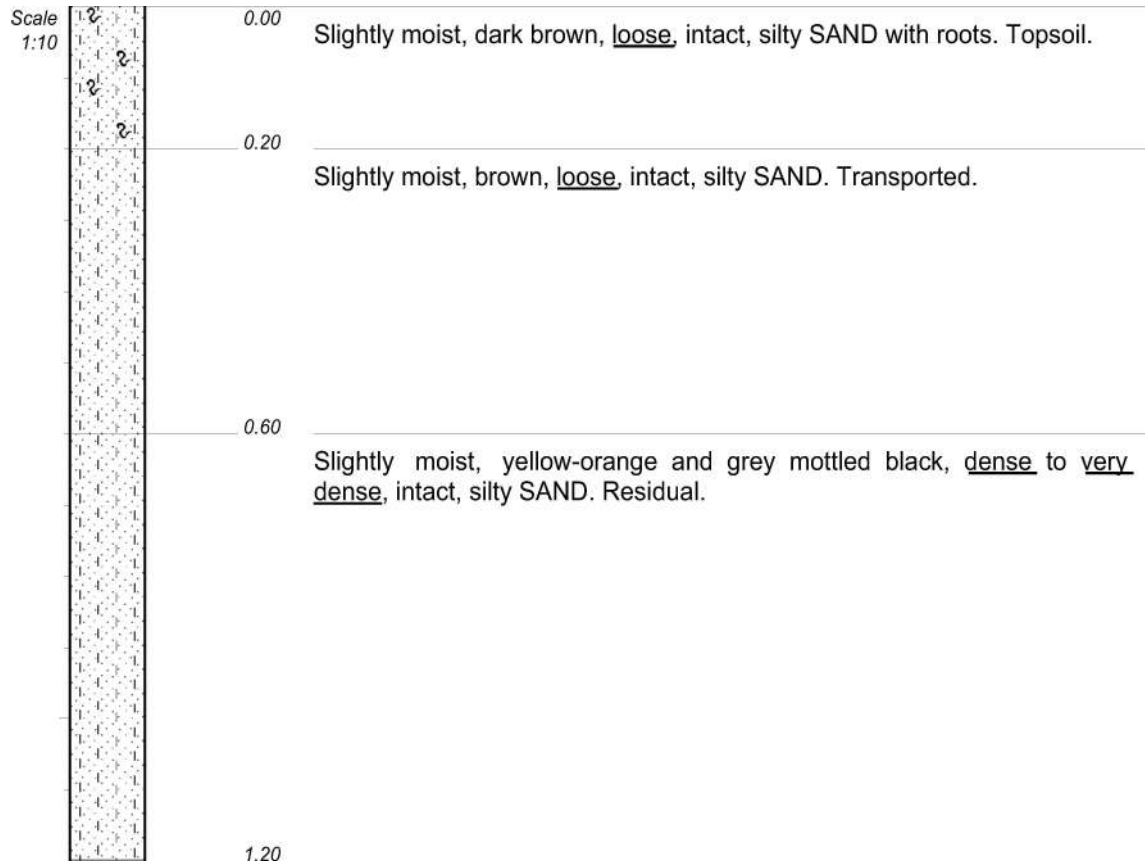 Scale
1:10
0.00
Slightly moist, dark brown, loose, intact, silty SAND with roots. Topsoil.
0.20
Slightly moist, brown, loose, intact, silty SAND. Transported.
0.60
Slightly moist, yellow-orange and grey mottled black, dense to very
dense, intact, silty SAND. Residual.
1.20